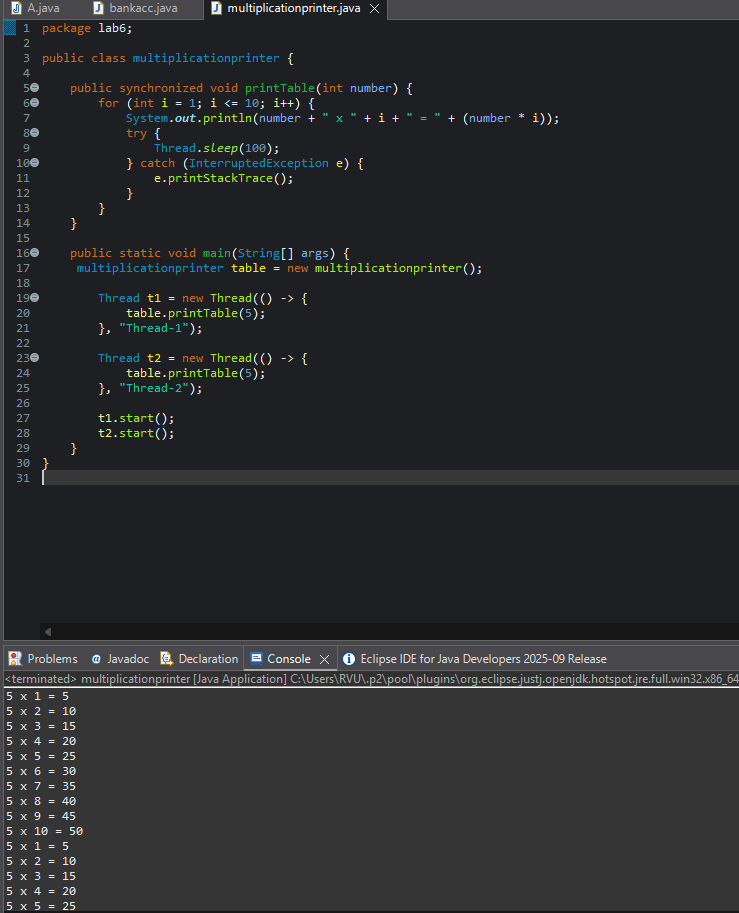 A.java bankacc.java multiplicationprinter.java
1 package lab6;
2
3 public class multiplicationprinter {
4
5 public synchronized void printTable(int number) {
6 for (int i = 1; i <= 10; i++) {
7 System.out.println(number + " x " + i + " = " + (number * i));
8 try {
9 Thread.sleep(100);
10 } catch (InterruptedException e) {
11 e.printStackTrace();
12 }
13 }
14 }
15
16 public static void main(String[] args) {
17 multiplicationprinter table = new multiplicationprinter();
18
19 Thread t1 = new Thread(() -> {
20 table.printTable(5);
21 }, "Thread-1");
22
23 Thread t2 = new Thread(() -> {
24 table.printTable(5);
25 }, "Thread-2");
26
27 t1.start();
28 t2.start();
29 }
30 }
31
Problems @ Javadoc Declaration Console Eclipse IDE for Java Developers 2025-09 Release
<terminated> multiplicationprinter [Java Application] C:\Users\RVU\.p2\pool\plugins\org.eclipse.justj.openjdk.hotspot.jre.full.win32.x86_64
5 x 1 = 5
5 x 2 = 10
5 x 3 = 15
5 x 4 = 20
5 x 5 = 25
5 x 6 = 30
5 x 7 = 35
5 x 8 = 40
5 x 9 = 45
5 x 10 = 50
5 x 1 = 5
5 x 2 = 10
5 x 3 = 15
5 x 4 = 20
5 x 5 = 25